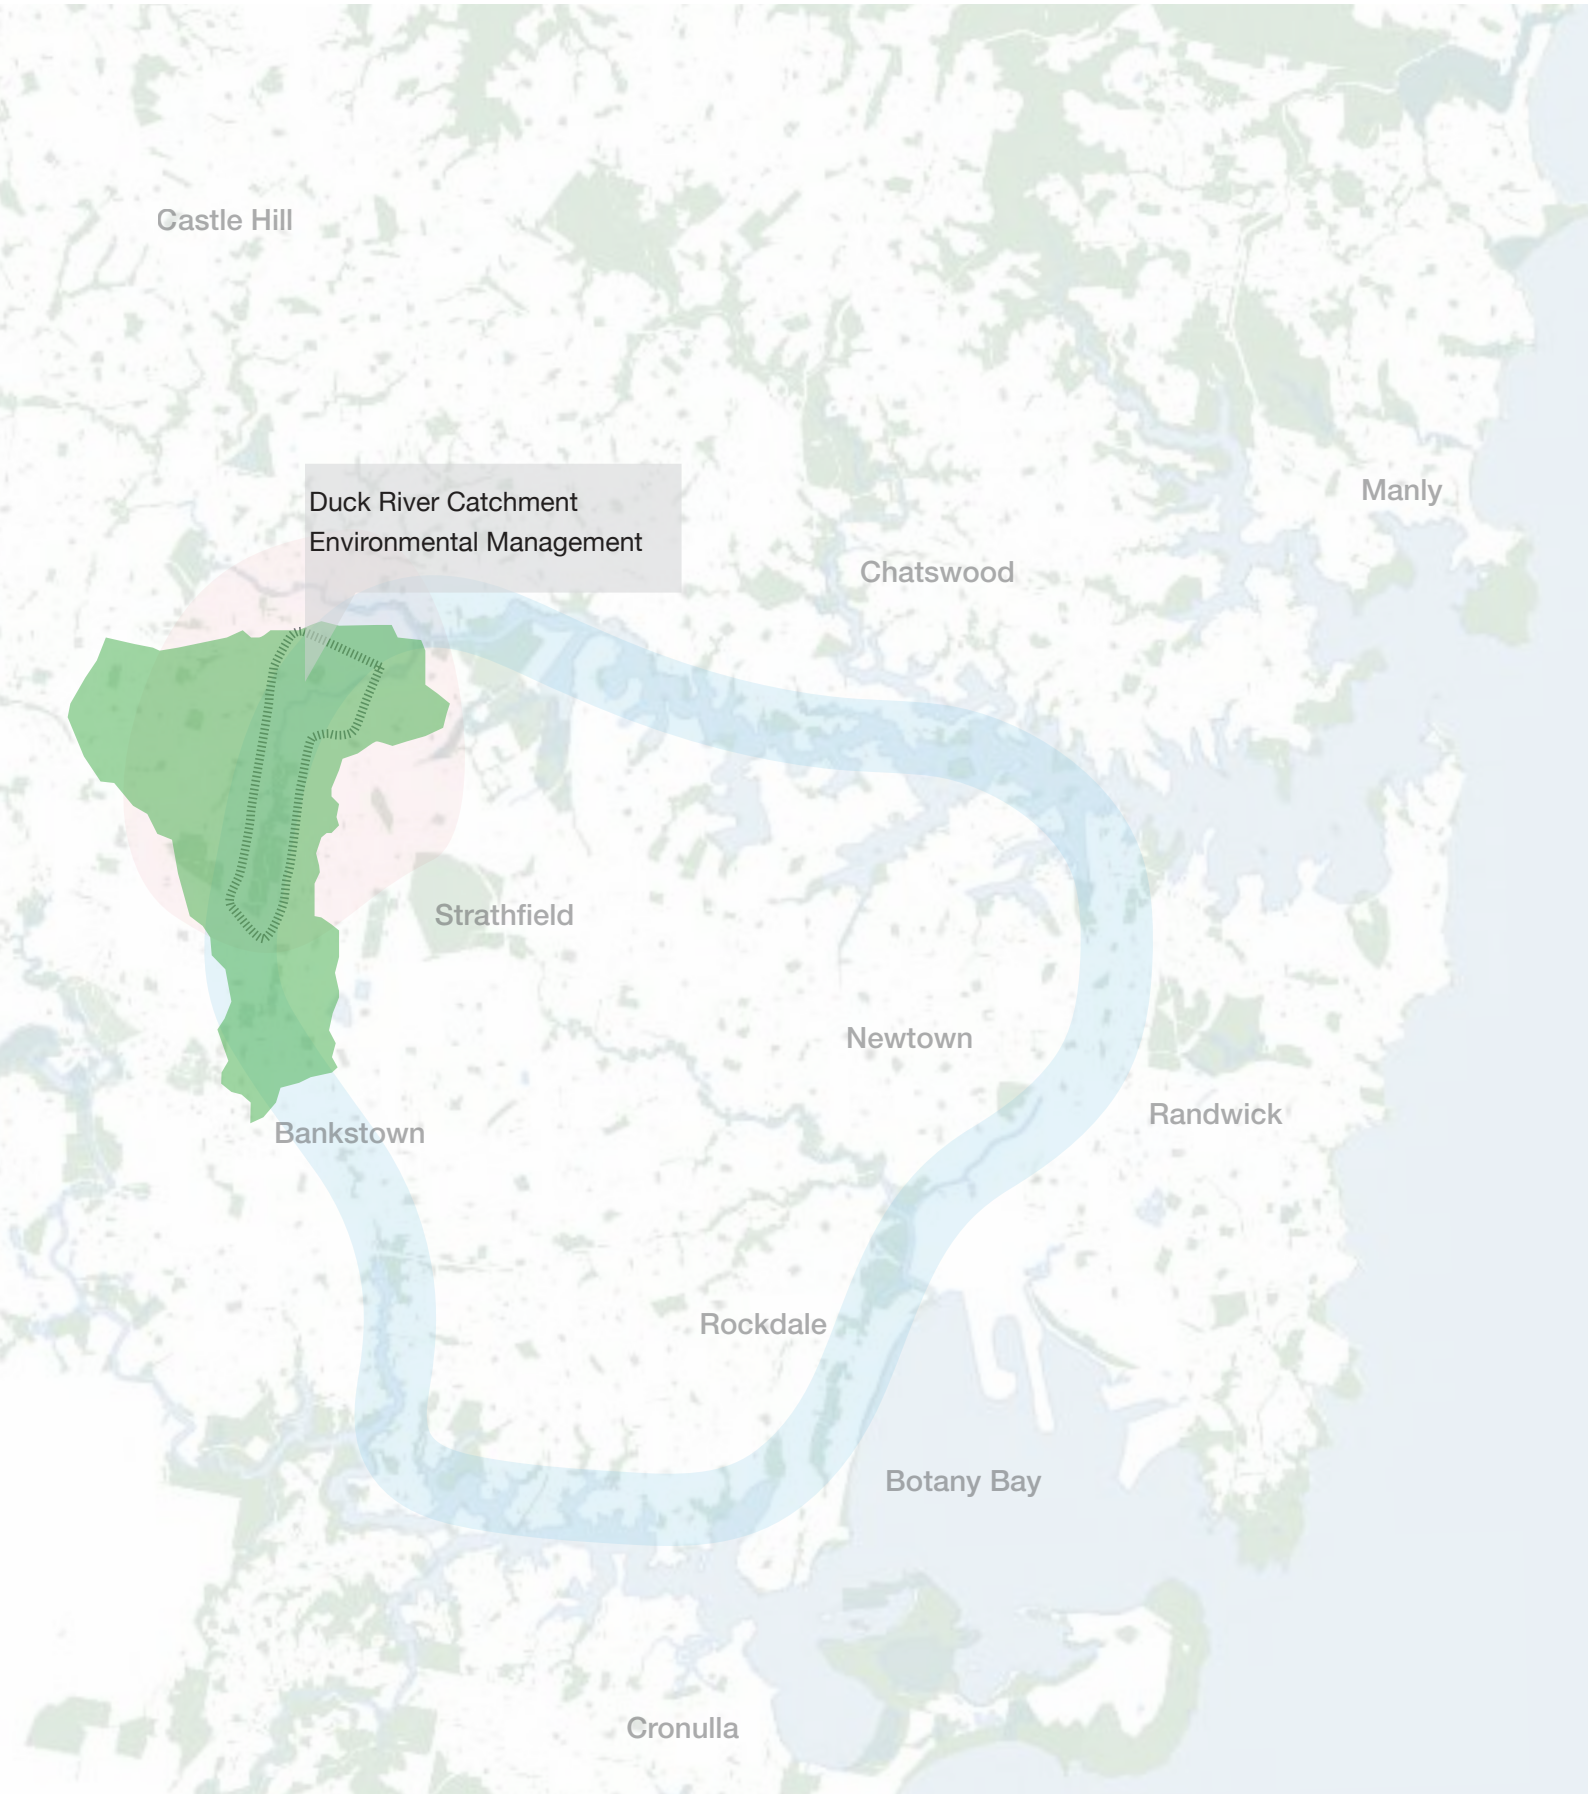 Castle Hill
Duck River Catchment
Environmental Management
Manly
Chatswood
Strathfield
Newtown
Randwick
Bankstown
Rockdale
Botany Bay
Cronulla